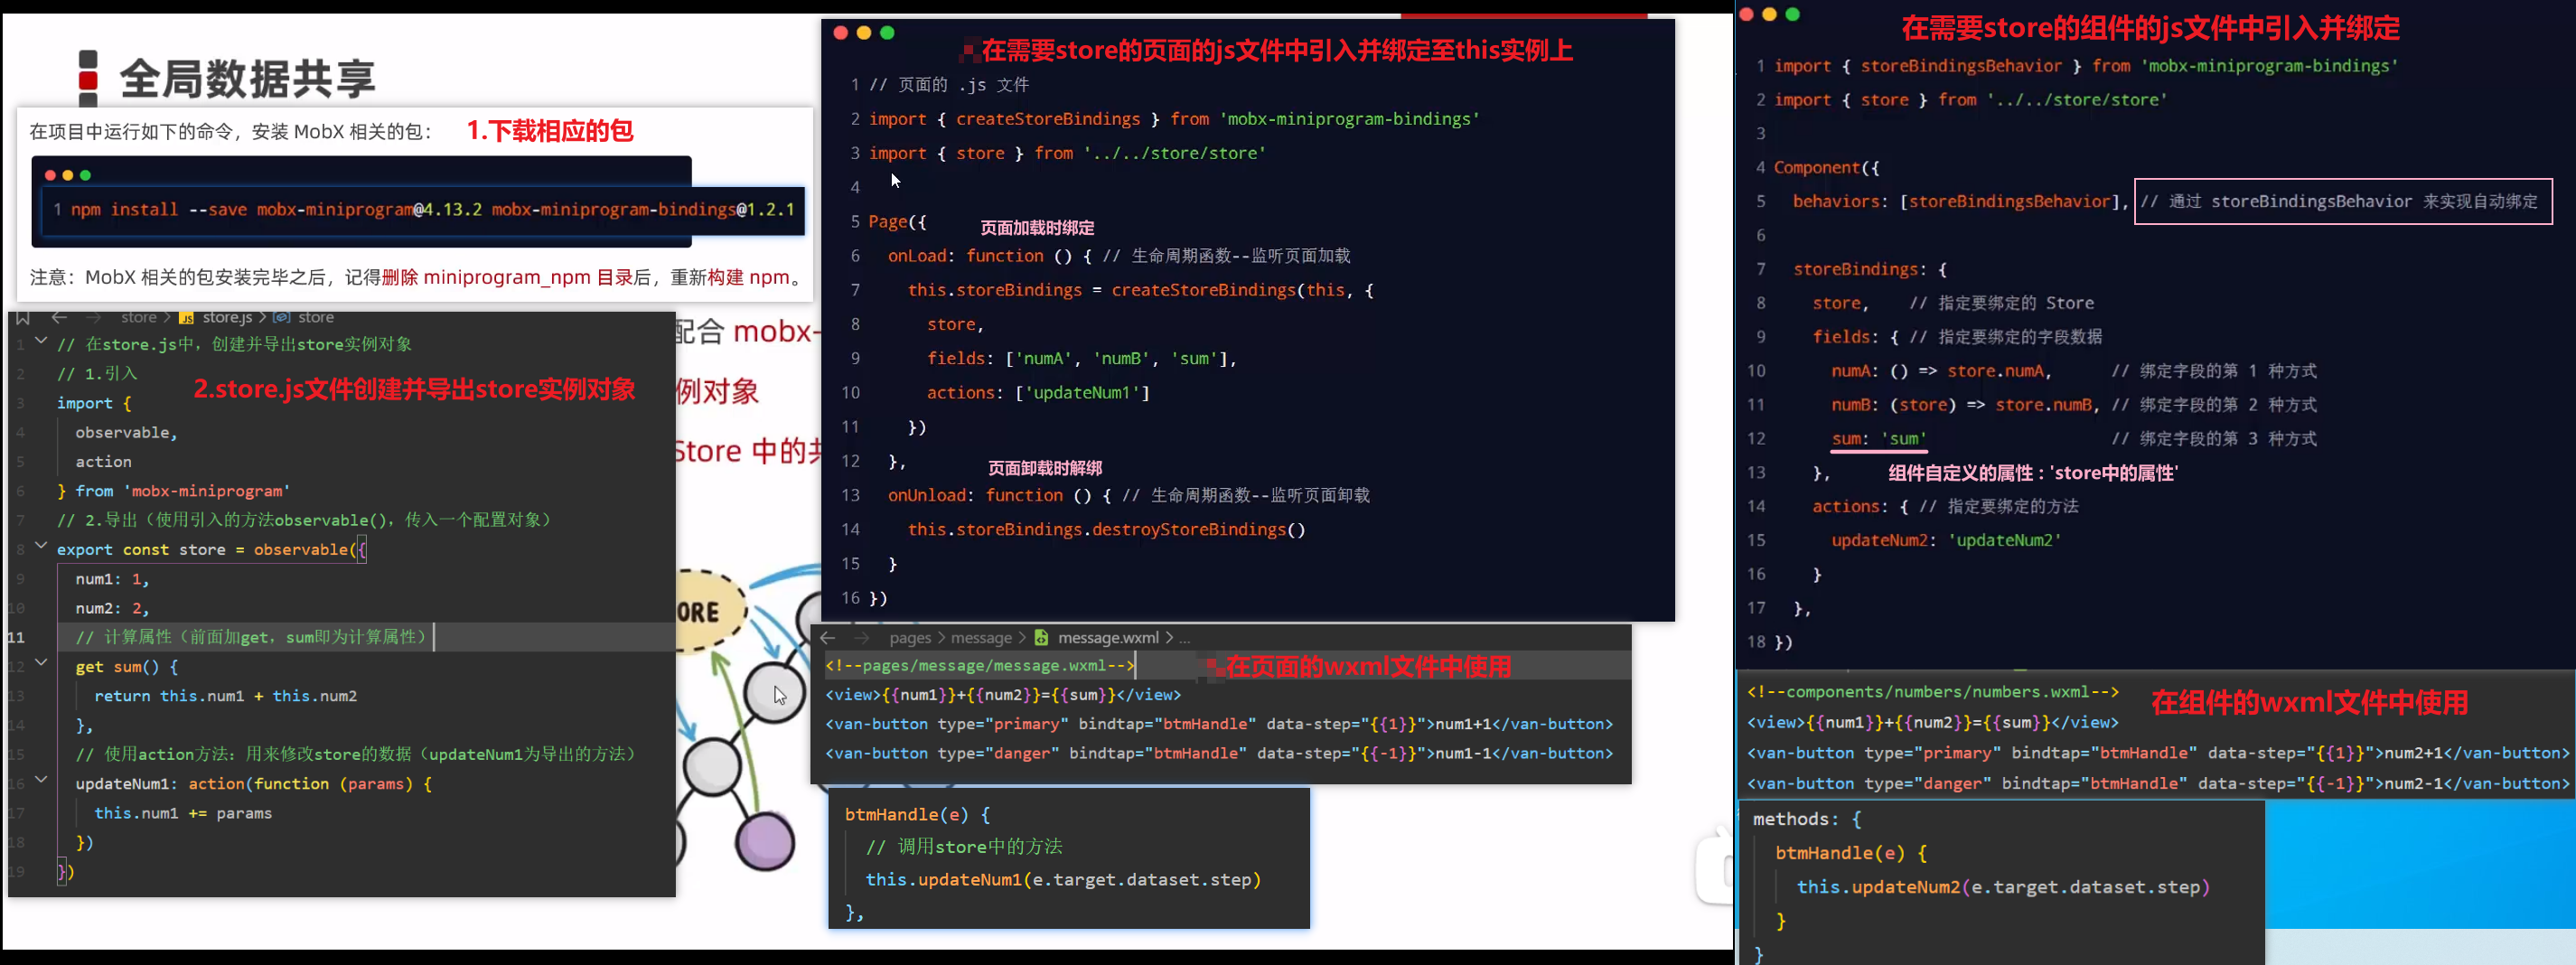 全局数据共享
在项目中运行如下的命令，安装 MobX 相关的包：
1.下载相应的包
1 npm install --save mobx-miniprogram@4.13.2 mobx-miniprogram-bindings@1.2.1
注意：MobX 相关的包安装完毕之后，记得删除 miniprogram_npm 目录后，重新构建 npm。
store > JS store.js > store
1 // 在store.js中，创建并导出store实例对象
2 // 1.引入
2.store.js文件创建并导出store实例对象
3 import {
4 observable,
5 action
6 } from 'mobx-miniprogram'
7 // 2.导出（使用引入的方法observable()，传入一个配置对象）
8 export const store = observable({
9 num1: 1,
10 num2: 2,
11 // 计算属性（前面加get，sum即为计算属性）
12 get sum() {
13 return this.num1 + this.num2
14 },
15 // 使用action方法：用来修改store的数据（updateNum1为导出的方法）
16 updateNum1: action(function (params) {
17 this.num1 += params
18 })
19 })
配合 mobx-
例对象
Store 中的共
ORE
在需要store的页面的js文件中引入并绑定至this实例上
1 // 页面的 .js 文件
2 import { createStoreBindings } from 'mobx-miniprogram-bindings'
3 import { store } from '../../store/store'
4
5 Page({
页面加载时绑定
6 onLoad: function () { // 生命周期函数--监听页面加载
7 this.storeBindings = createStoreBindings(this, {
8 store,
9 fields: ['numA', 'numB', 'sum'],
10 actions: ['updateNum1']
11 })
12 },
页面卸载时解绑
13 onUnload: function () { // 生命周期函数--监听页面卸载
14 this.storeBindings.destroyStoreBindings()
15 }
16 })
pages > message > message.wxml > ...
<!--pages/message/message.wxml-->
在页面的wxml文件中使用
<view>{{num1}}+{{num2}}={{sum}}</view>
<van-button type="primary" bindtap="btmHandle" data-step="{{1}}">num1+1</van-button>
<van-button type="danger" bindtap="btmHandle" data-step="{{-1}}">num1-1</van-button>
btmHandle(e) {
// 调用store中的方法
this.updateNum1(e.target.dataset.step)
},
在需要store的组件的js文件中引入并绑定
1 import { storeBindingsBehavior } from 'mobx-miniprogram-bindings'
2 import { store } from '../../store/store'
3
4 Component({
5 behaviors: [storeBindingsBehavior], // 通过 storeBindingsBehavior 来实现自动绑定
6
7 storeBindings: {
8 store, // 指定要绑定的 Store
9 fields: { // 指定要绑定的字段数据
10 numA: () => store.numA, // 绑定字段的第 1 种方式
11 numB: (store) => store.numB, // 绑定字段的第 2 种方式
12 sum: 'sum' // 绑定字段的第 3 种方式
13 },
组件自定义的属性：'store中的属性'
14 actions: { // 指定要绑定的方法
15 updateNum2: 'updateNum2'
16 }
17 },
18 })
<!--components/numbers/numbers.wxml-->
在组件的wxml文件中使用
<view>{{num1}}+{{num2}}={{sum}}</view>
<van-button type="primary" bindtap="btmHandle" data-step="{{1}}">num2+1</van-button>
<van-button type="danger" bindtap="btmHandle" data-step="{{-1}}">num2-1</van-button>
methods: {
btmHandle(e) {
this.updateNum2(e.target.dataset.step)
}
}